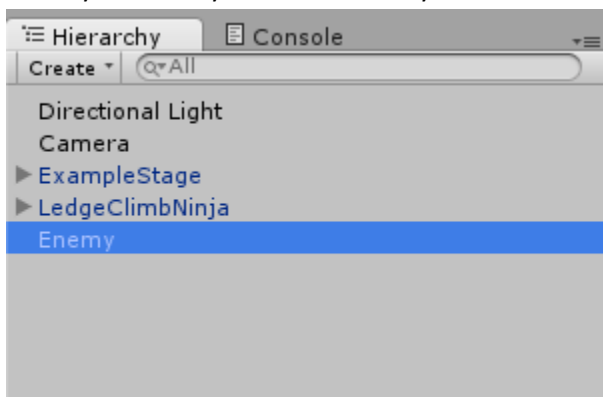 Hierarchy Console
Create All
Directional Light
Camera
ExampleStage
LedgeClimbNinja
Enemy